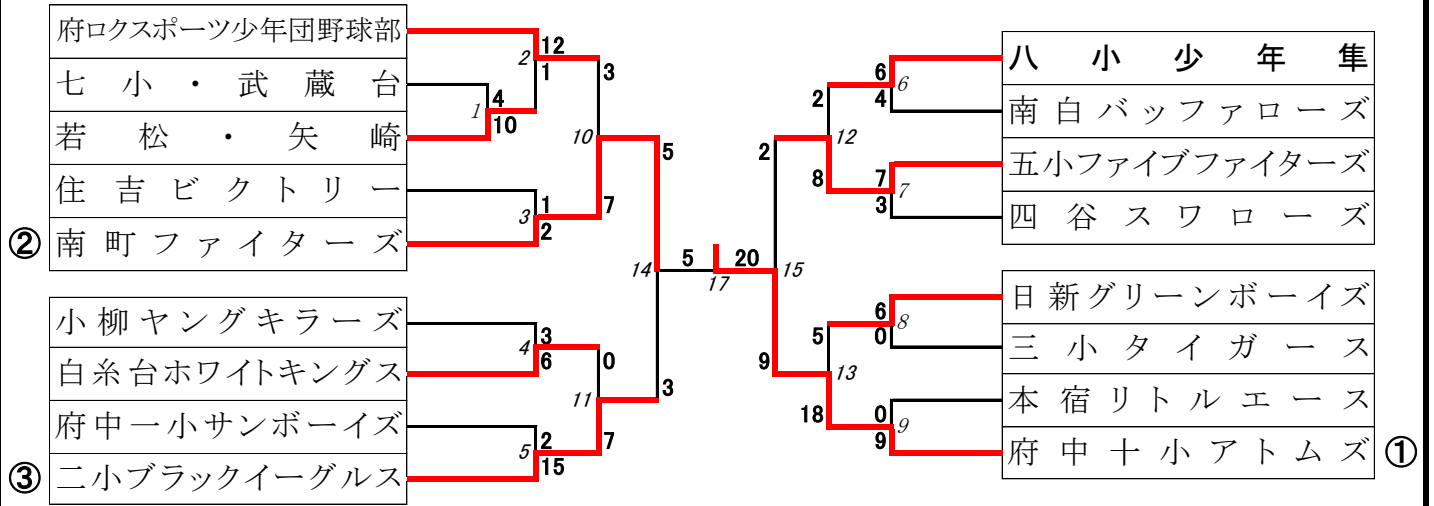 府ロクスポーツ少年団野球部
七小・武蔵台
若松・矢崎
住吉ビクトリー
② 南町ファイターズ
小柳ヤングキラーズ
白糸台ホワイトキングス
府中一小サンボーイズ
③ 二小ブラックイーグルス
2 12 1
1 4 10
3 1 2
10 3 7
4 3 6
5 2 15
11 0 7
14 5 3
5 17 20
15 2 9
12 2 8
6 6 4
7 7 3
13 5 18
8 6 0
9 0 9
八小少年隼
南白バッファローズ
五小ファイブファイターズ
四谷スワローズ
日新グリーンボーイズ
三小タイガース
本宿リトルエース
府中十小アトムズ ①